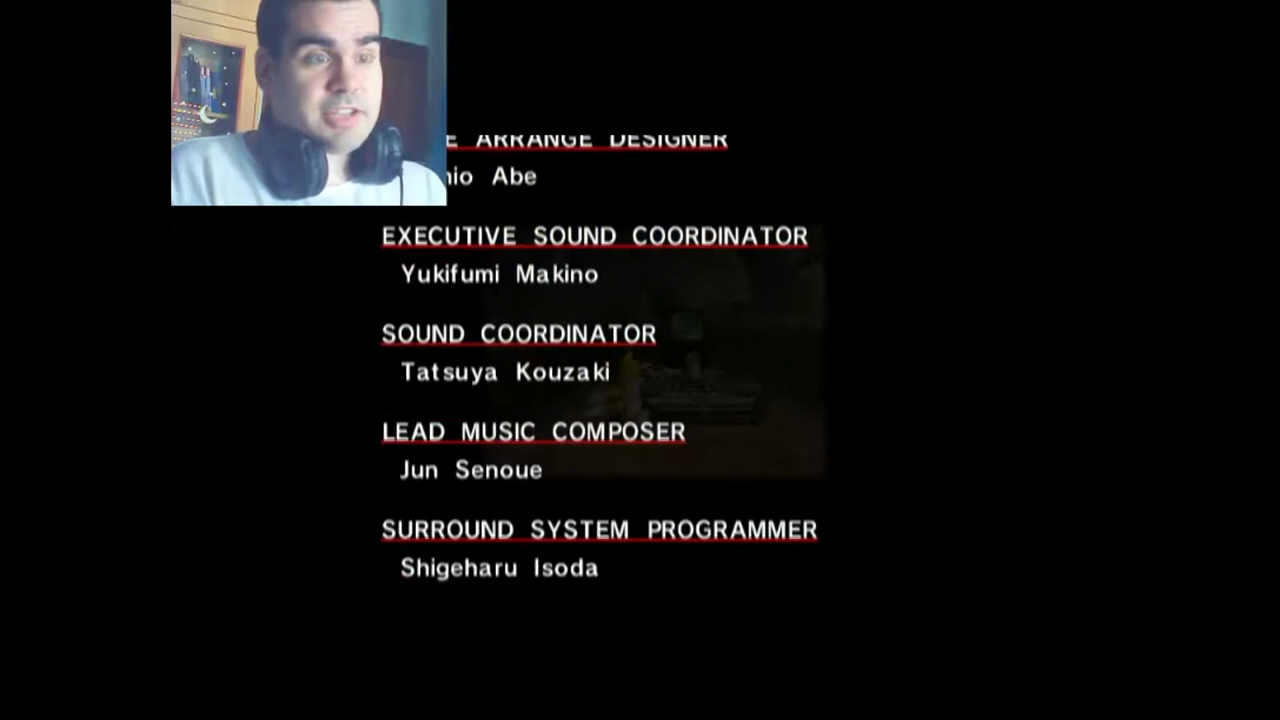 ARRANGE DESIGNER
Abe
EXECUTIVE SOUND COORDINATOR
Yukifumi Makino
SOUND COORDINATOR
Tatsuya Kouzaki
LEAD MUSIC COMPOSER
Jun Senoue
SURROUND SYSTEM PROGRAMMER
Shigeharu Isoda